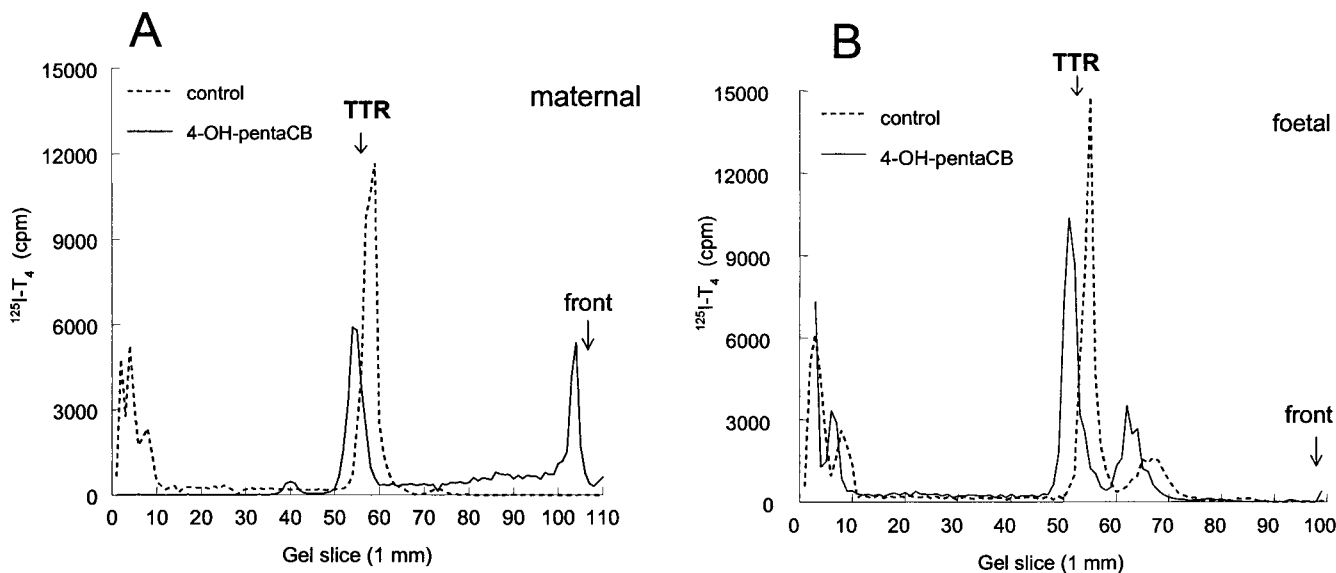 A
15000
12000
9000
6000
3000
0
¹²⁵I-T₄ (cpm)
control
4-OH-pentaCB
maternal
TTR
front
0 10 20 30 40 50 60 70 80 90 100 110
Gel slice (1 mm)
B
15000
12000
9000
6000
3000
0
¹²⁵I-T₄ (cpm)
control
4-OH-pentaCB
foetal
TTR
front
0 10 20 30 40 50 60 70 80 90 100
Gel slice (1 mm)